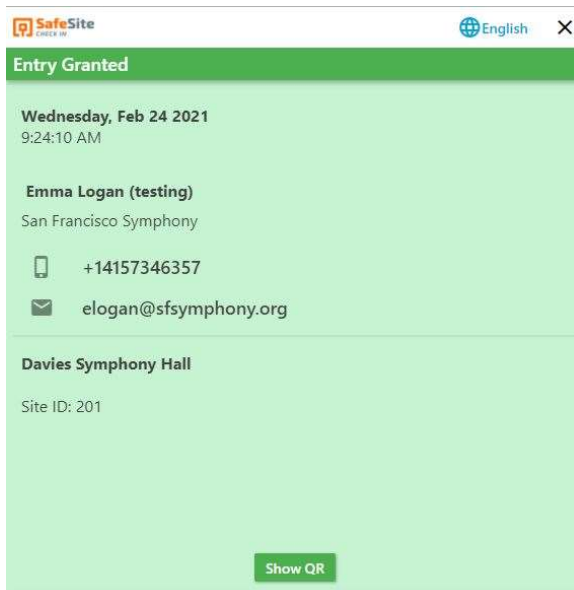 SafeSite
CHECK IN
English
Entry Granted
Wednesday, Feb 24 2021
9:24:10 AM
Emma Logan (testing)
San Francisco Symphony
+14157346357
elogan@sfsymphony.org
Davies Symphony Hall
Site ID: 201
Show QR